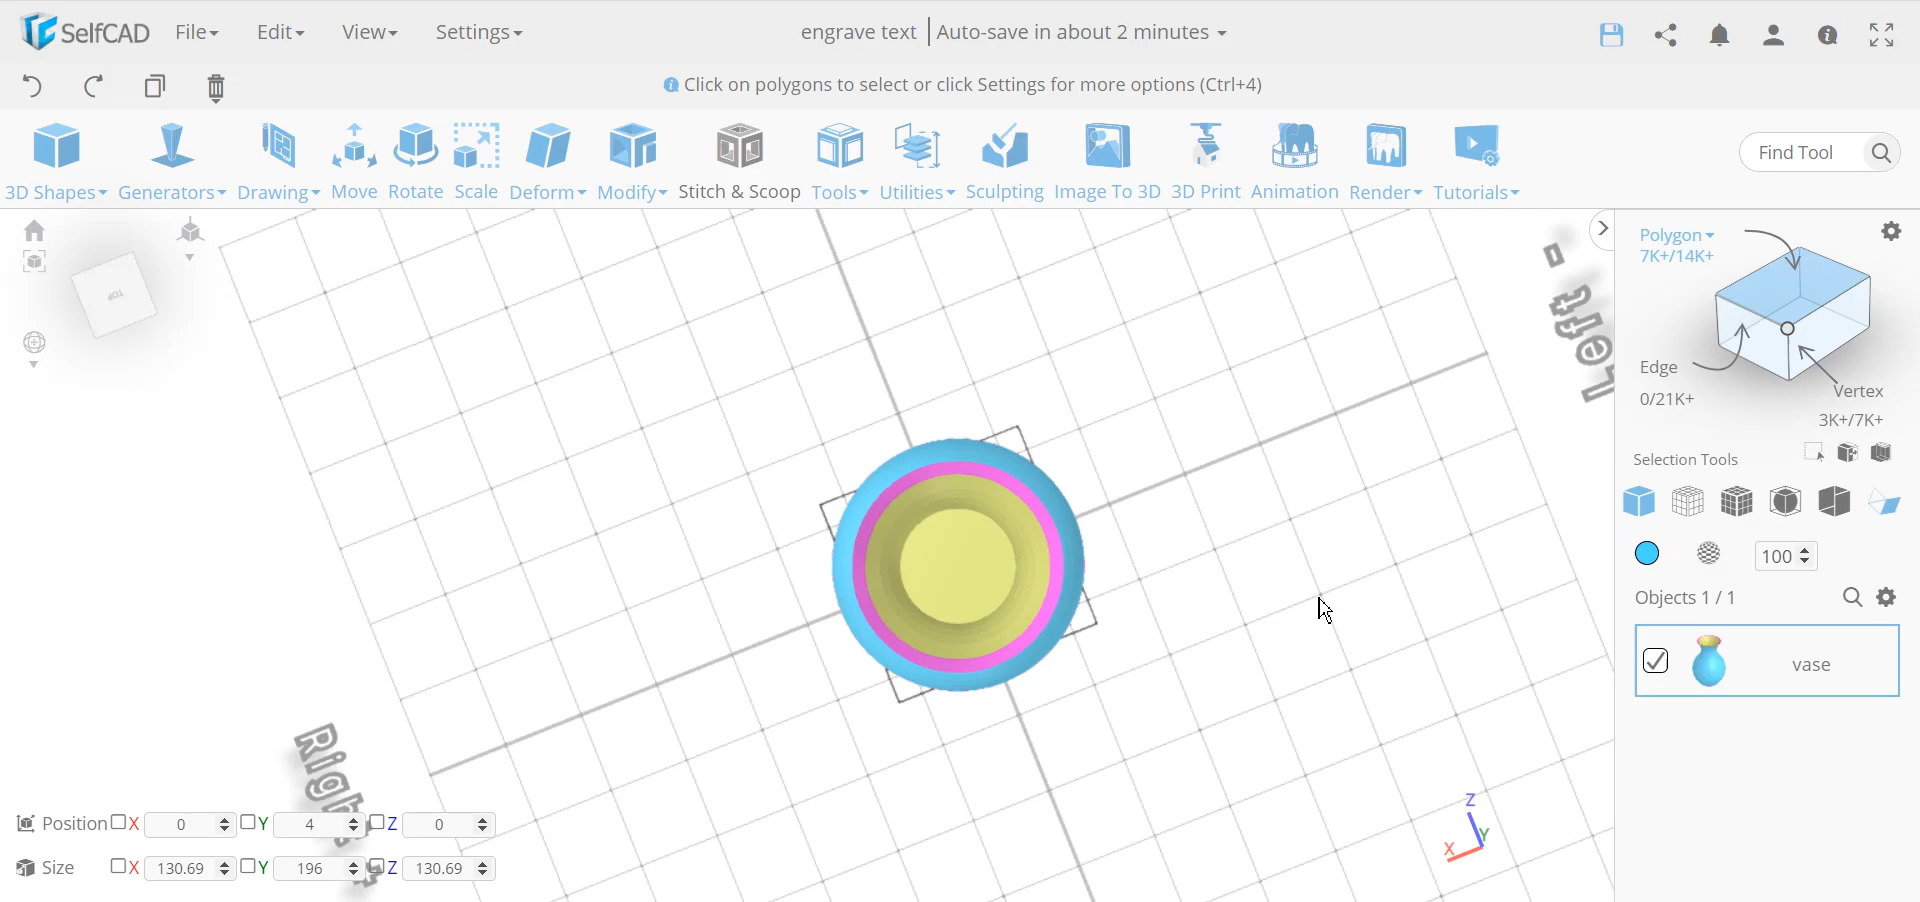 SelfCAD File Edit View Settings engrave text Auto-save in about 2 minutes
Click on polygons to select or click Settings for more options (Ctrl+4)
3D Shapes Generators Drawing Move Rotate Scale Deform Modify Stitch & Scoop Tools Utilities Sculpting Image To 3D 3D Print Animation Render Tutorials Find Tool
TOP
Left
Polygon
7K+/14K+
Edge
0/21K+
Vertex
3K+/7K+
Selection Tools
100
Objects 1 / 1
vase
Right
Position X 0 Y 4 Z 0
Size X 130.69 Y 196 Z 130.69
Z
Y
X